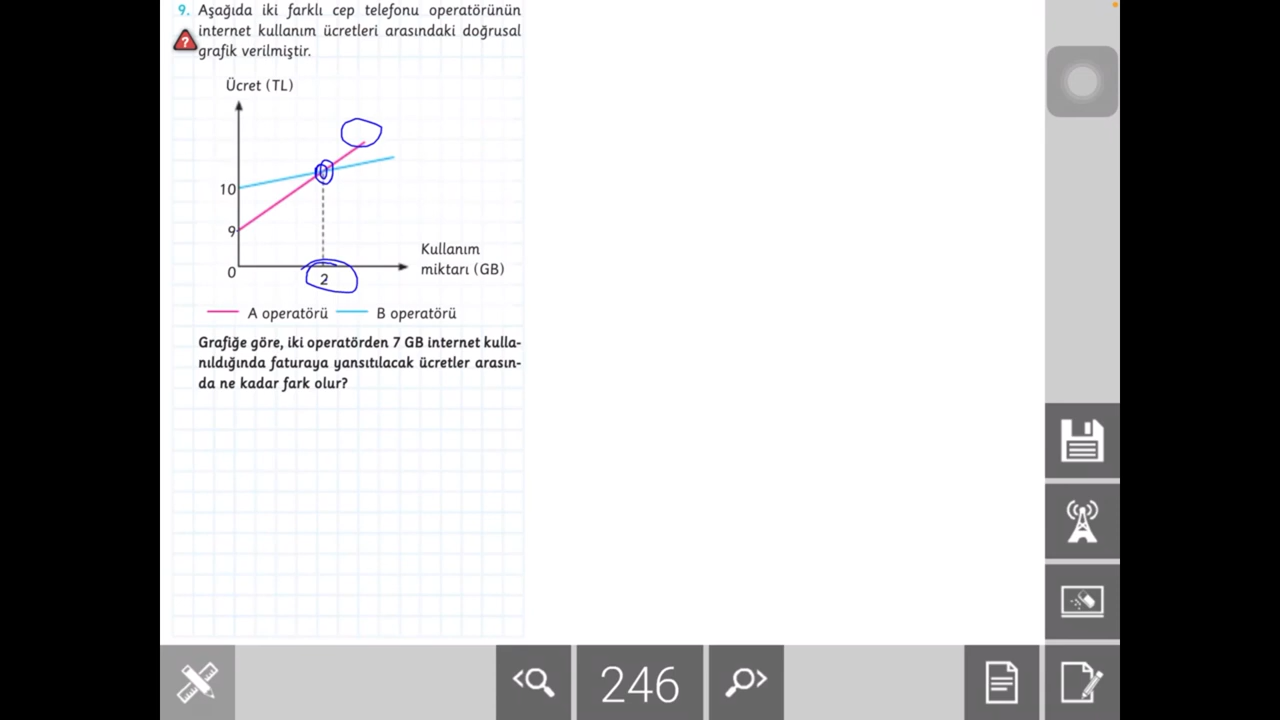 9. Aşağıda iki farklı cep telefonu operatörünün
internet kullanım ücretleri arasındaki doğrusal
? grafik verilmiştir.
Ücret (TL)
10
9
0
2
Kullanım
miktarı (GB)
A operatörü B operatörü
Grafiğe göre, iki operatörden 7 GB internet kulla-
nıldığında faturaya yansıtılacak ücretler arasın-
da ne kadar fark olur?
246